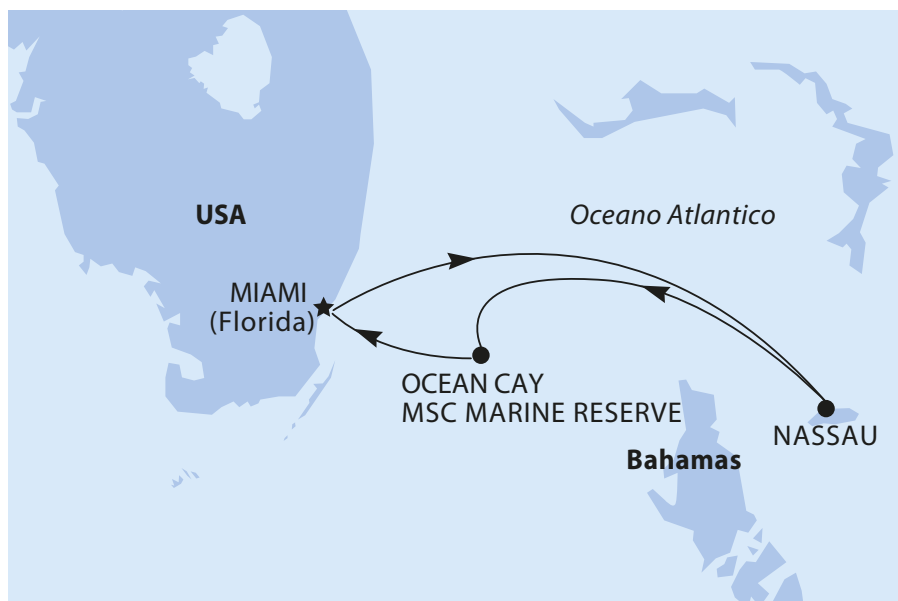 USA
Oceano Atlantico
MIAMI
(Florida)
OCEAN CAY
MSC MARINE RESERVE
NASSAU
Bahamas